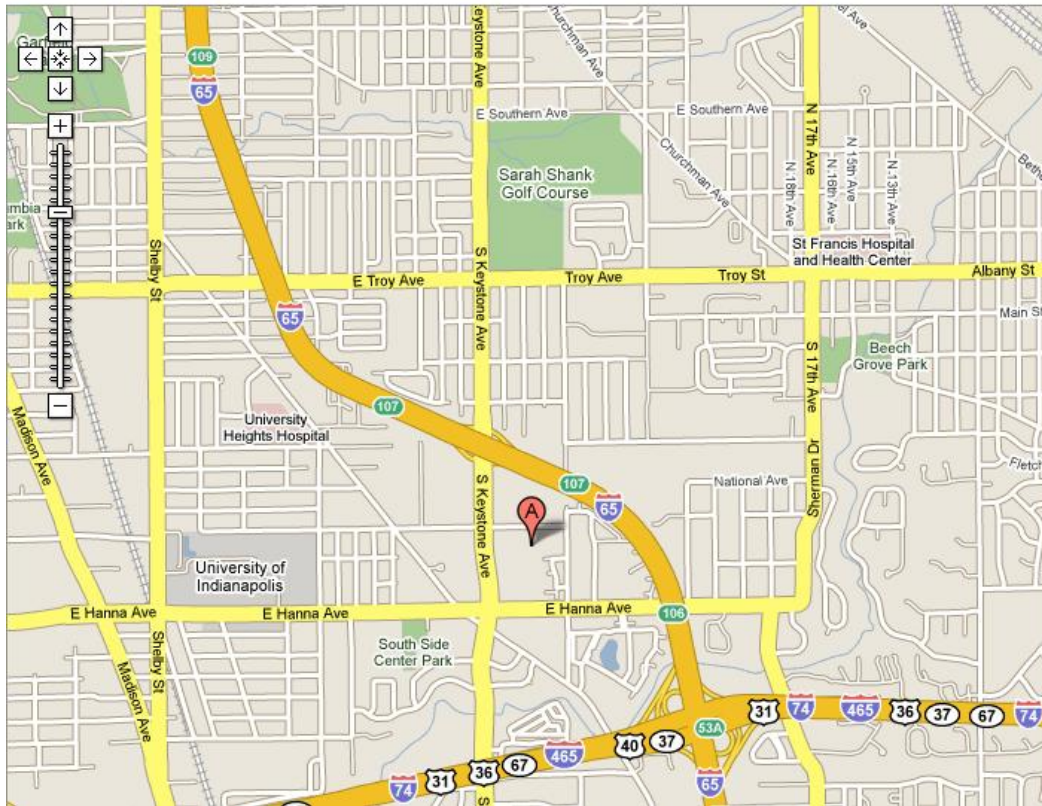 109
65
Keystone Ave
Churchman Ave
E Southern Ave
E Southern Ave
Churchman Ave
N 17th Ave
N 18th Ave
N 16th Ave
N 15th Ave
N 13th Ave
Sarah Shank
Golf Course
St Francis Hospital
and Health Center
Shelby St
S Keystone Ave
E Troy Ave
Troy Ave
Troy St
Albany St
Main St
65
S 17th Ave
Beech
Grove Park
Madison Ave
107
University
Heights Hospital
S Keystone Ave
107
65
National Ave
Sherman Dr
A
University of
Indianapolis
E Hanna Ave
E Hanna Ave
E Hanna Ave
106
South Side
Center Park
Shelby St
Madison Ave
31
74
465
36
37
67
74
53A
40
37
465
67
36
31
74
65